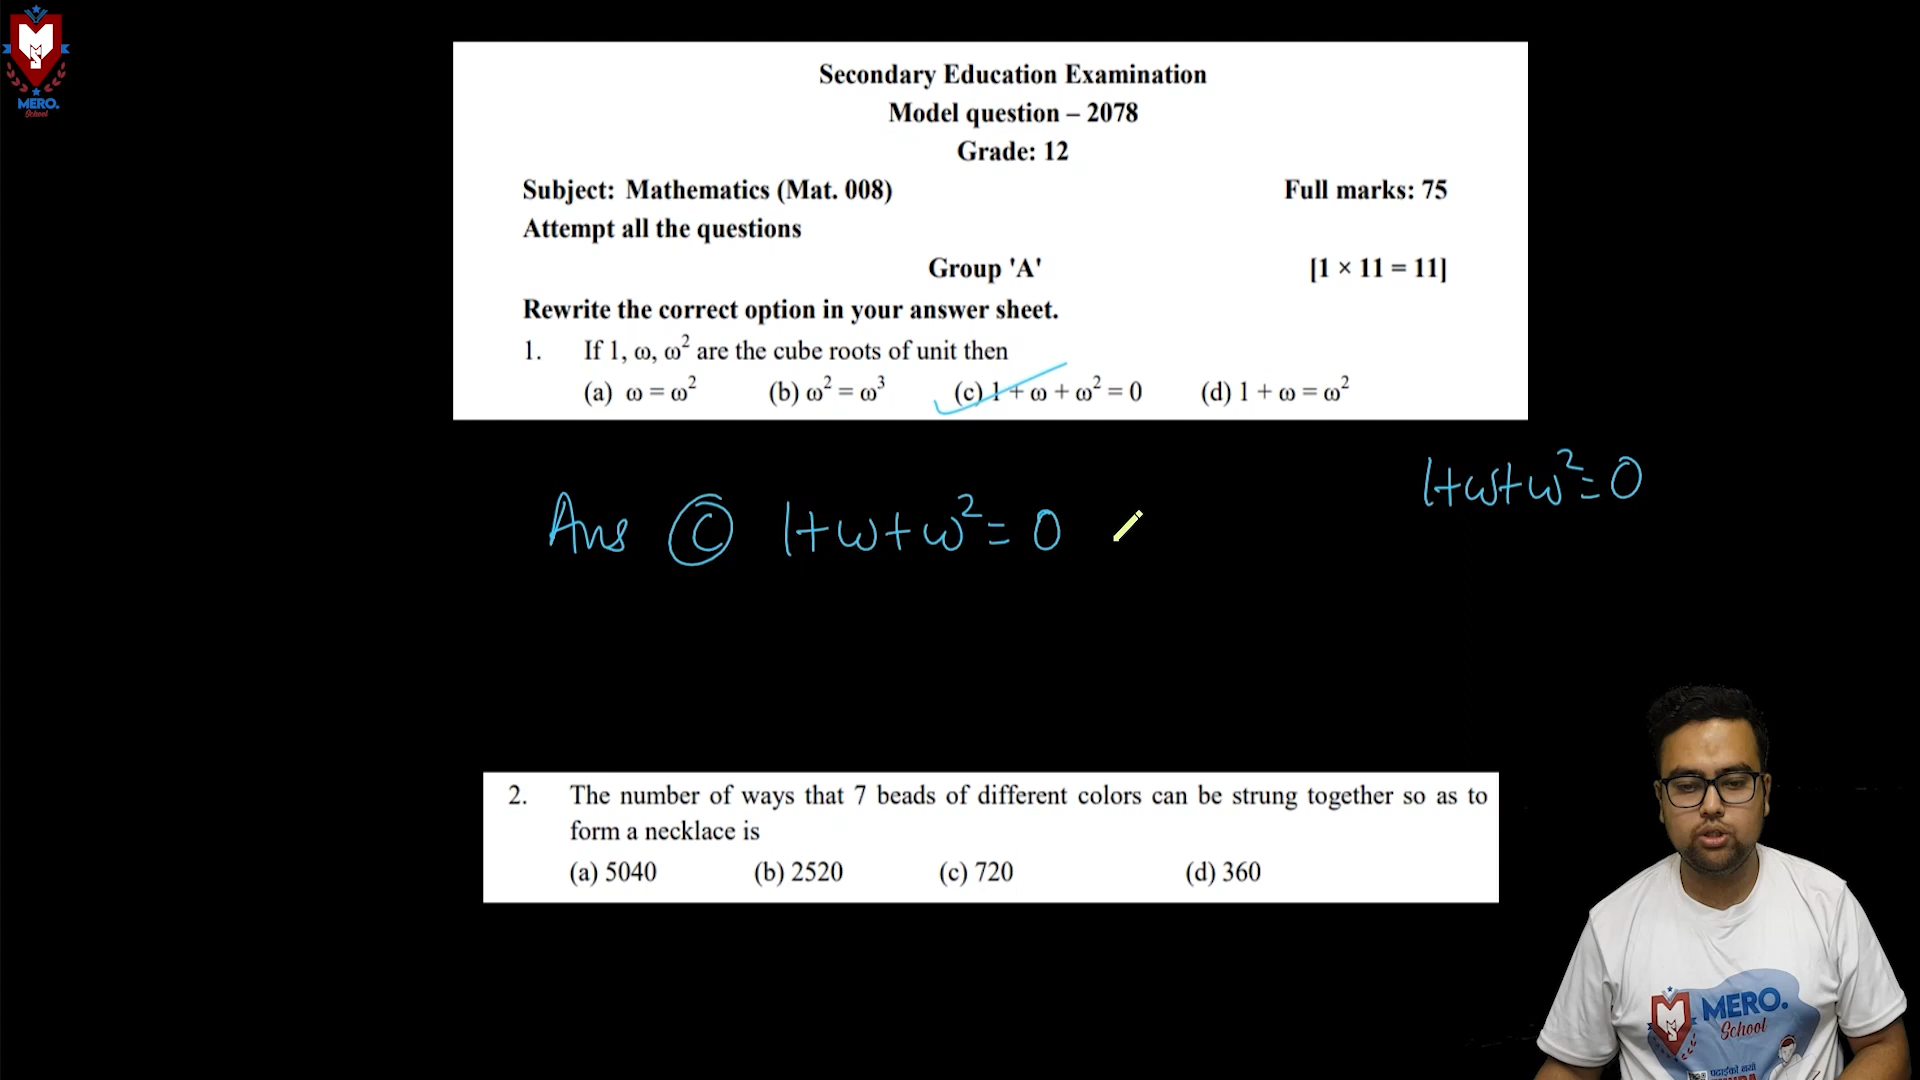 MERO.
School
Secondary Education Examination
Model question – 2078
Grade: 12
Subject: Mathematics (Mat. 008) Full marks: 75
Attempt all the questions
Group 'A' [1 × 11 = 11]
Rewrite the correct option in your answer sheet.
1. If 1, ω, ω² are the cube roots of unit then
(a) ω = ω² (b) ω² = ω³ (c) 1 + ω + ω² = 0 (d) 1 + ω = ω²
1+ω+ω²=0
Ans Ⓒ 1+ω+ω²=0
2. The number of ways that 7 beads of different colors can be strung together so as to
form a necklace is
(a) 5040 (b) 2520 (c) 720 (d) 360
MERO.
School